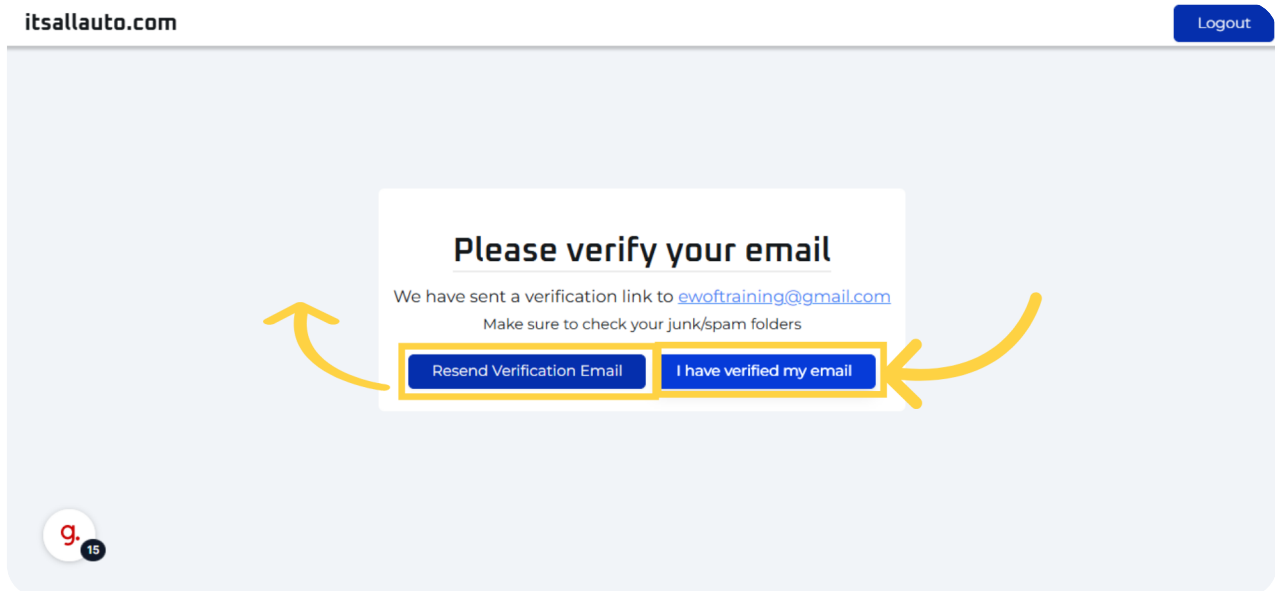 itsallauto.com
Logout
Please verify your email
We have sent a verification link to ewoftraining@gmail.com
Make sure to check your junk/spam folders
Resend Verification Email
I have verified my email
g.
15